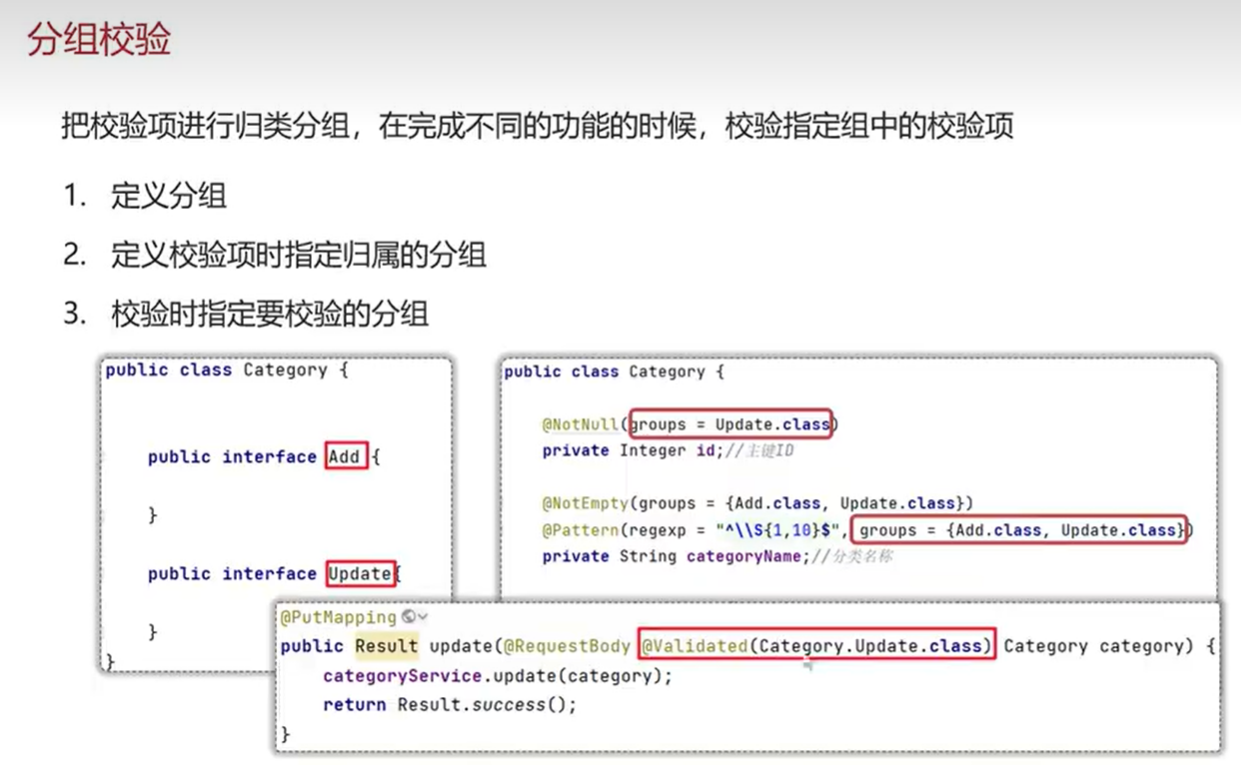 分组校验
把校验项进行归类分组，在完成不同的功能的时候，校验指定组中的校验项
1. 定义分组
2. 定义校验项时指定归属的分组
3. 校验时指定要校验的分组
public class Category {
public interface Add {
}
public interface Update{
}
}
public class Category {
@NotNull(groups = Update.class)
private Integer id;//主键ID
@NotEmpty(groups = {Add.class, Update.class})
@Pattern(regexp = "^\\S{1,10}$", groups = {Add.class, Update.class})
private String categoryName;//分类名称
@PutMapping
public Result update(@RequestBody @Validated(Category.Update.class) Category category) {
categoryService.update(category);
return Result.success();
}